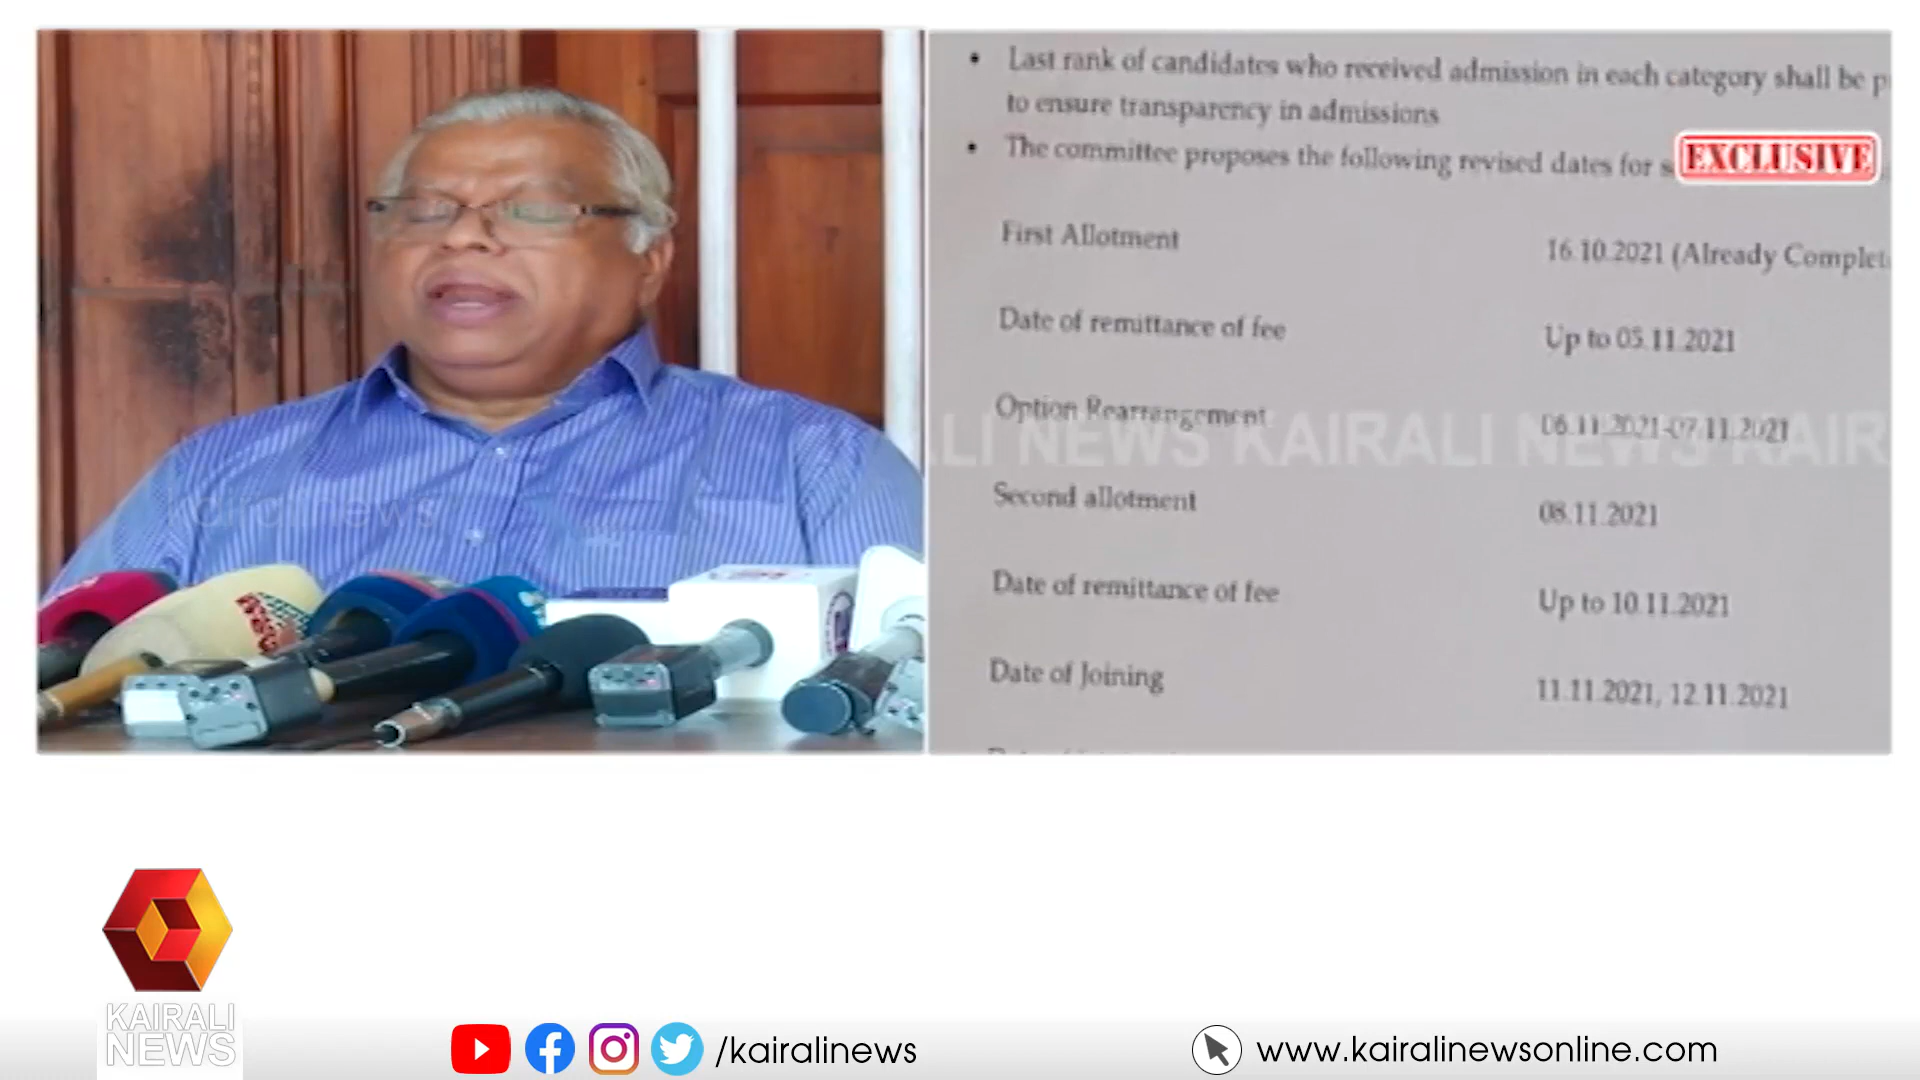 Last rank of candidates who received admission in each category shall be p
to ensure transparency in admissions
The committee proposes the following revised dates for s
EXCLUSIVE
First Allotment 16.10.2021 (Already Complet
Date of remittance of fee Up to 05.11.2021
Option Rearrangement 06.11.2021-07.11.2021
LI NEWS KAIRALI NEWS KAIR
Second allotment 08.11.2021
Date of remittance of fee Up to 10.11.2021
Date of Joining 11.11.2021, 12.11.2021
kairalinews
KAIRALI
NEWS
/kairalinews
www.kairalinewsonline.com